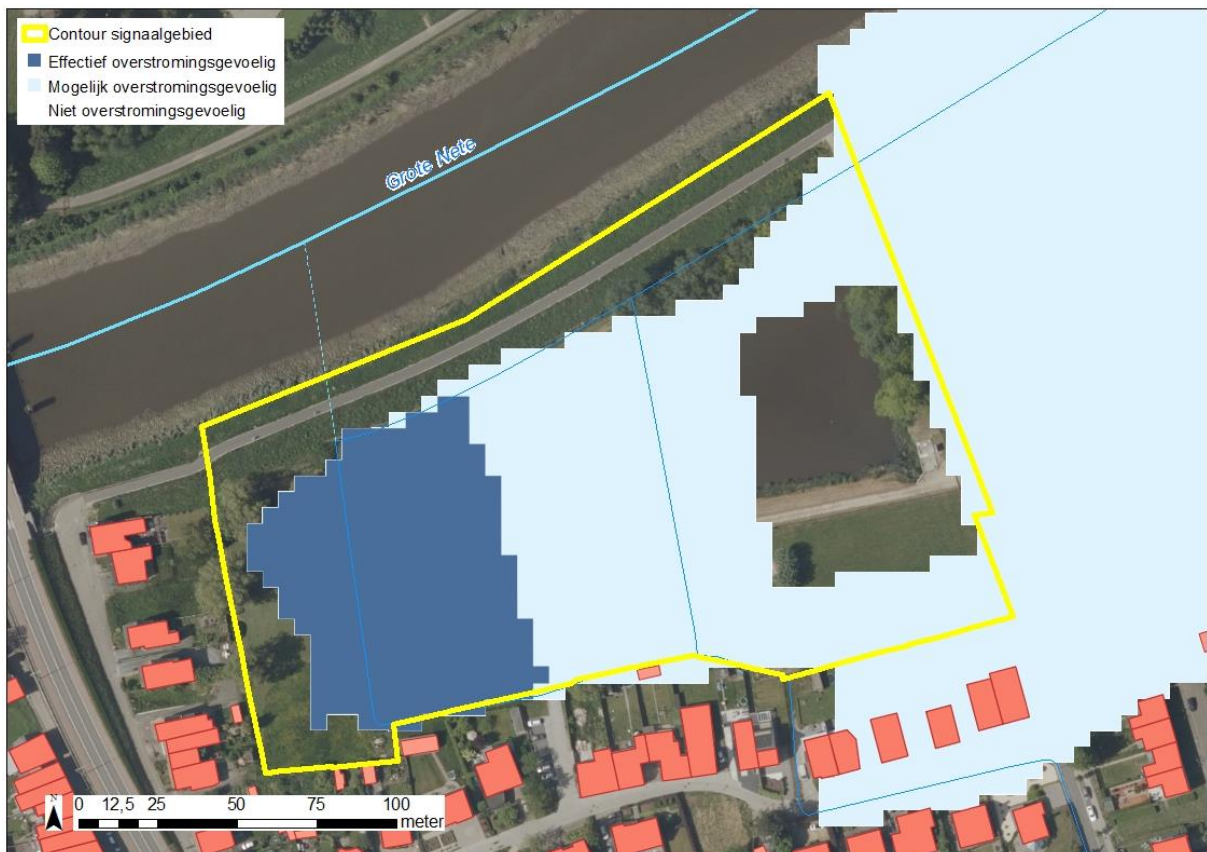 Contour signaalgebied
Effectief overstromingsgevoelig
Mogelijk overstromingsgevoelig
Niet overstromingsgevoelig
Grote Nete
N
0 12,5 25 50 75 100
meter